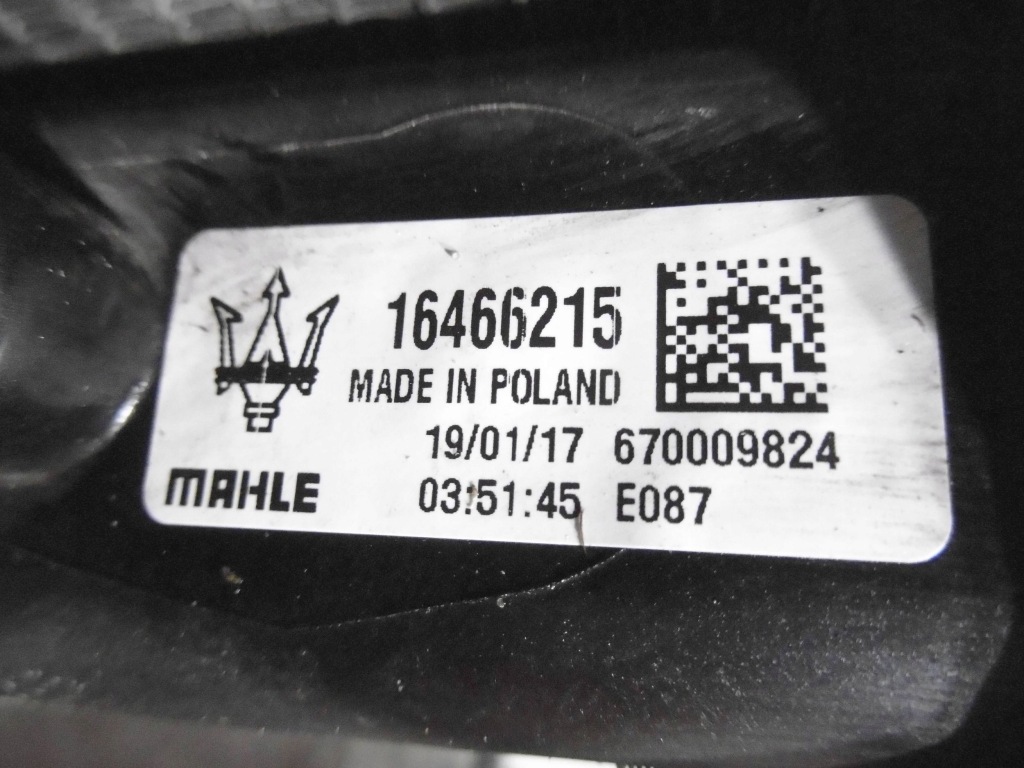 16466215
MADE IN POLAND
19/01/17 670009824
MAHLE 03:51:45 E087